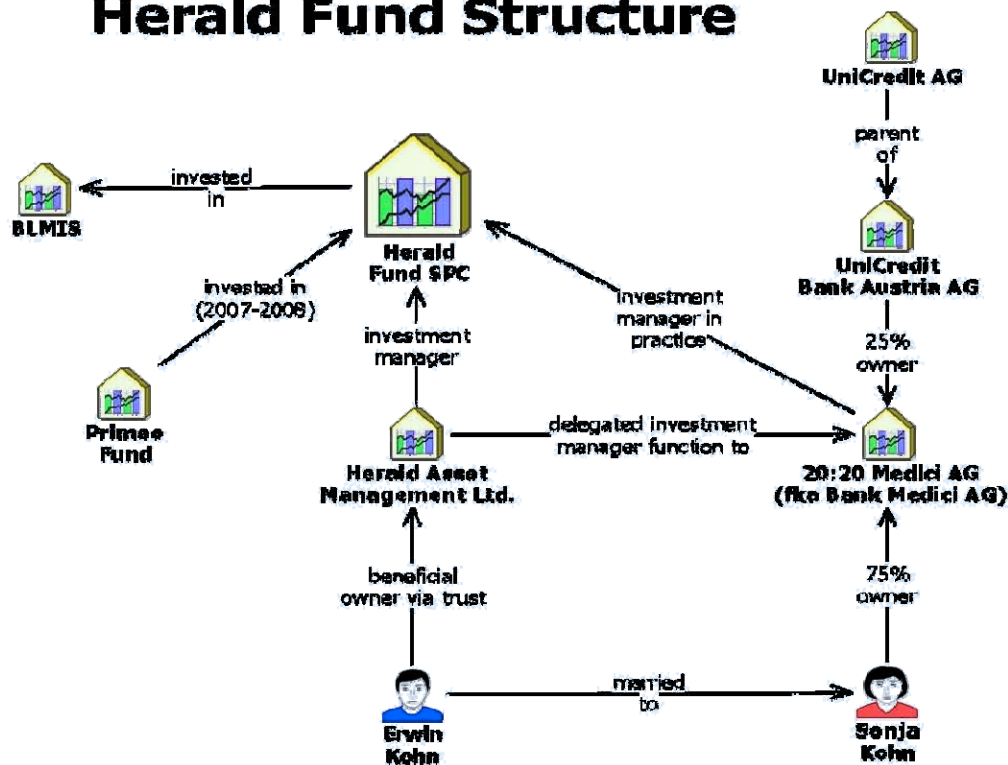 Herald Fund Structure
UniCredit AG
parent
of
invested
in
BLMIS
Herald
Fund SPC
UniCredit
Bank Austria AG
invested in
(2007-2008)
investment
manager in
practice
investment
manager
25%
owner
Primeo
Fund
delegated investment
manager function to
Herald Asset
Management Ltd.
20:20 Medici AG
(fka Bank Medici AG)
beneficial
owner via trust
75%
owner
married
to
Erwin
Kohn
Sonja
Kohn